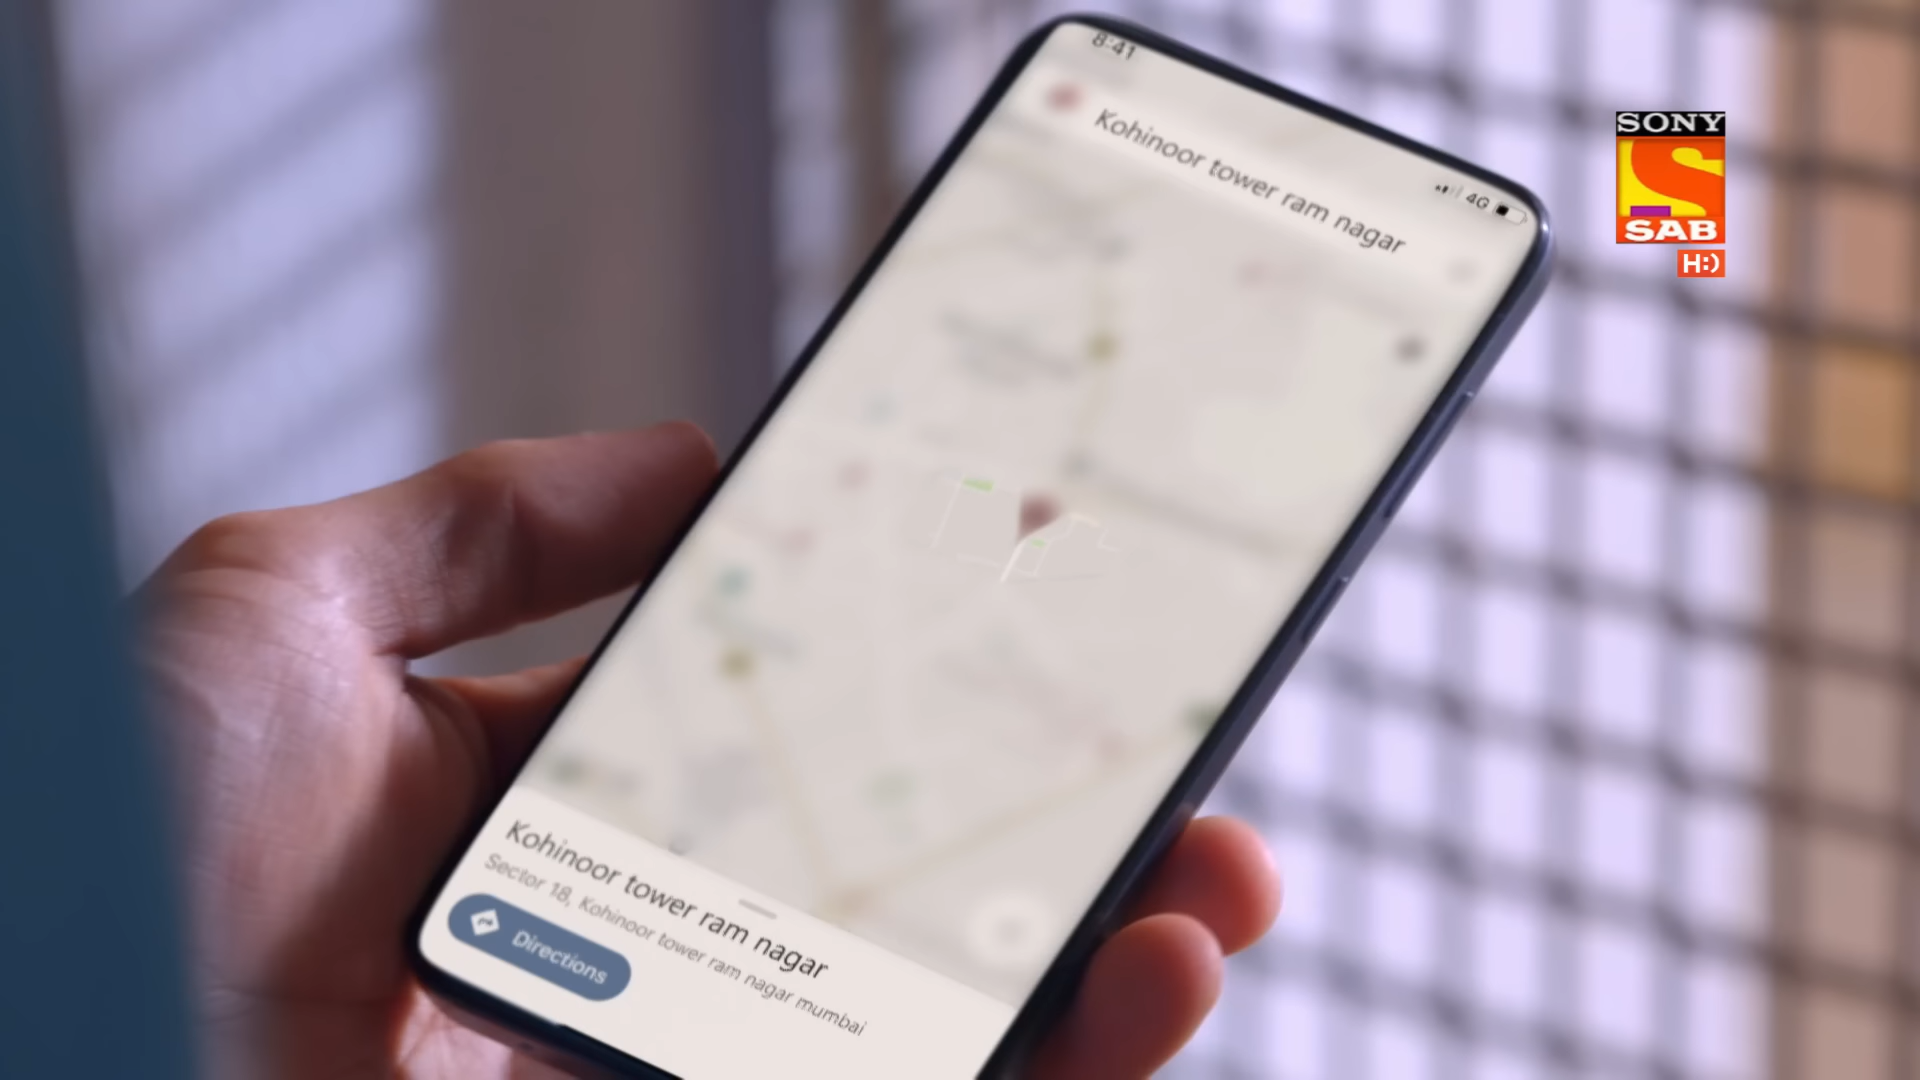 8:41
4G
Kohinoor tower ram nagar
Kohinoor tower ram nagar
Sector 18, Kohinoor tower ram nagar mumbai
Directions
SONY
SAB
H:)